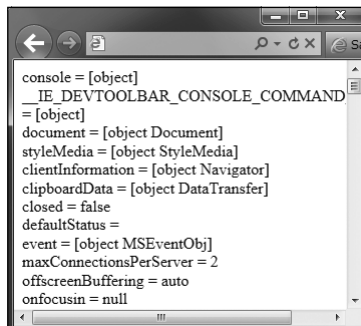 Sa
console = [object]
__IE_DEVTOOLBAR_CONSOLE_COMMAND
= [object]
document = [object Document]
styleMedia = [object StyleMedia]
clientInformation = [object Navigator]
clipboardData = [object DataTransfer]
closed = false
defaultStatus =
event = [object MSEventObj]
maxConnectionsPerServer = 2
offscreenBuffering = auto
onfocusin = null